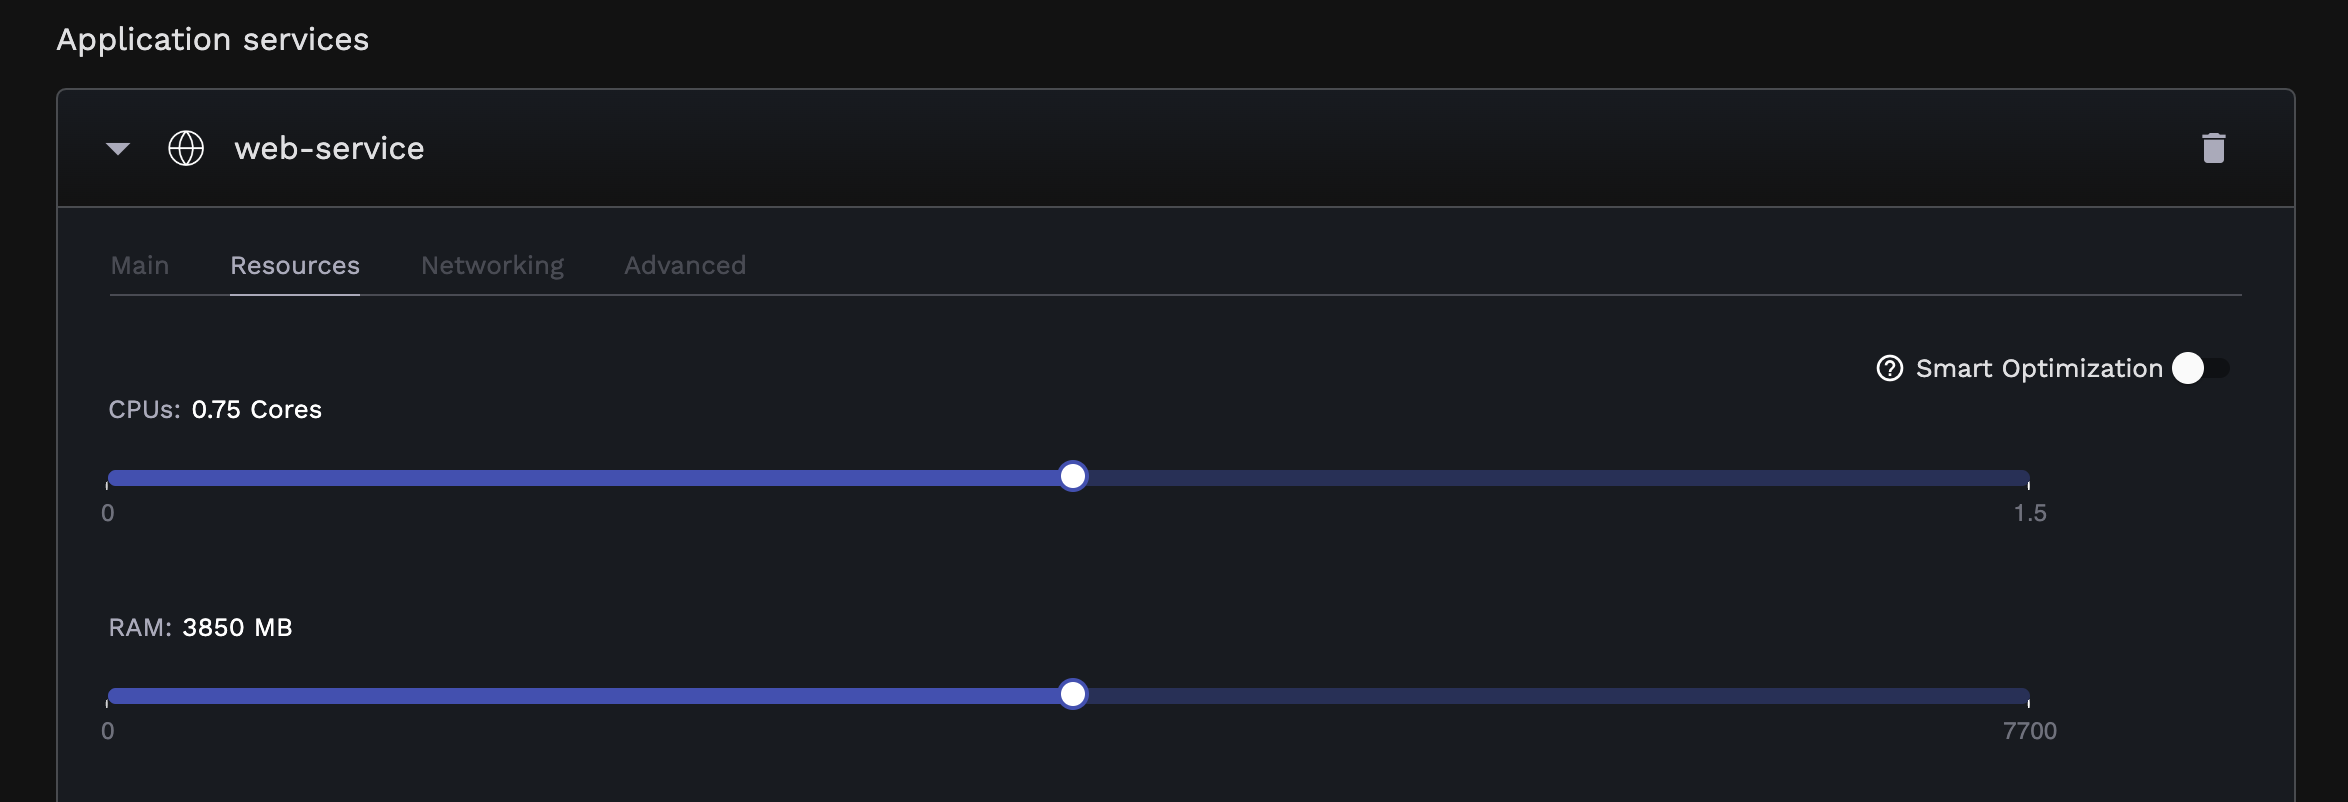 Application services
web-service
Main Resources Networking Advanced
Smart Optimization
CPUs: 0.75 Cores
0 1.5
RAM: 3850 MB
0 7700